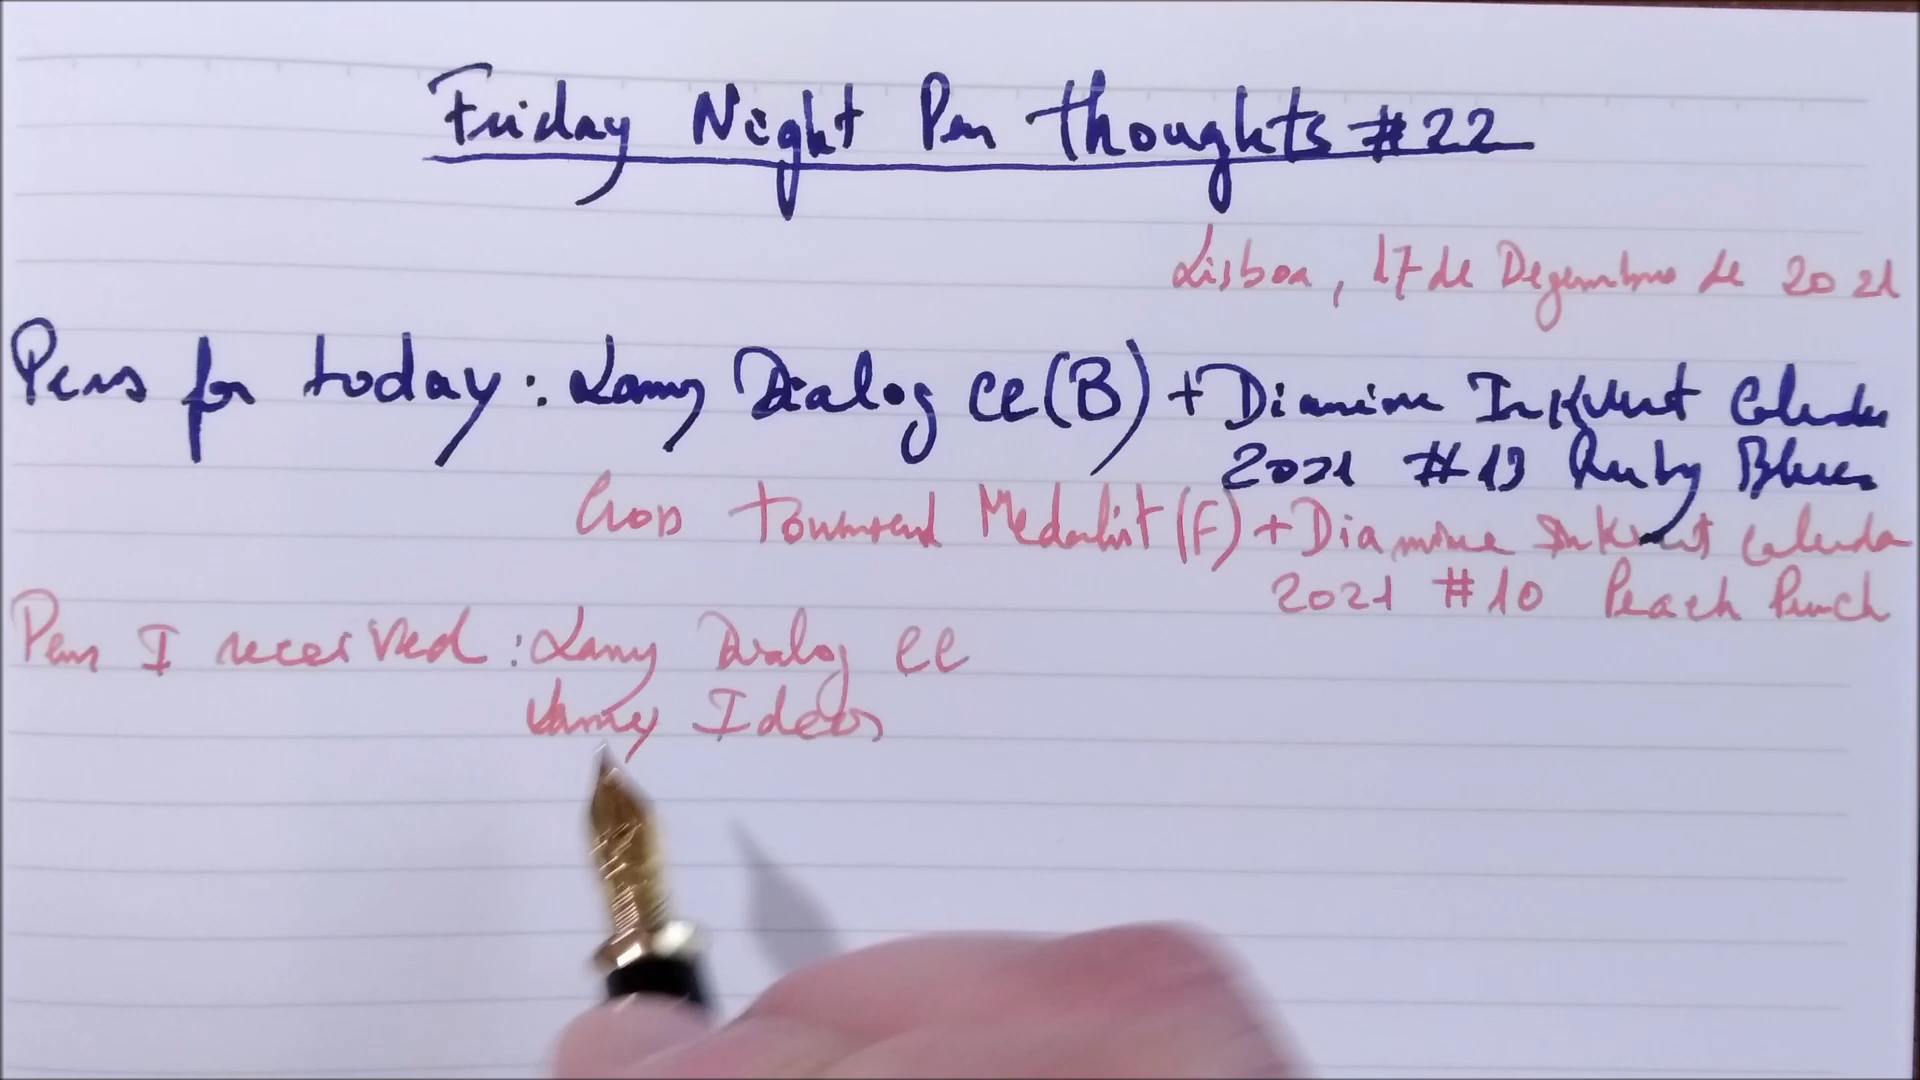 Friday Night Pen Thoughts #22
Lisboa, 17 de Dezembro de 2021
Pens for today: Lamy Dialog CC (B) + Diamine Inkvent Calendar
2021 #13 Ruby Blues
Cross Townsend Medalist (F) + Diamine Inkvent Calendar
2021 #10 Peach Punch
Pens I received: Lamy Dialog CC
Lamy Ideos